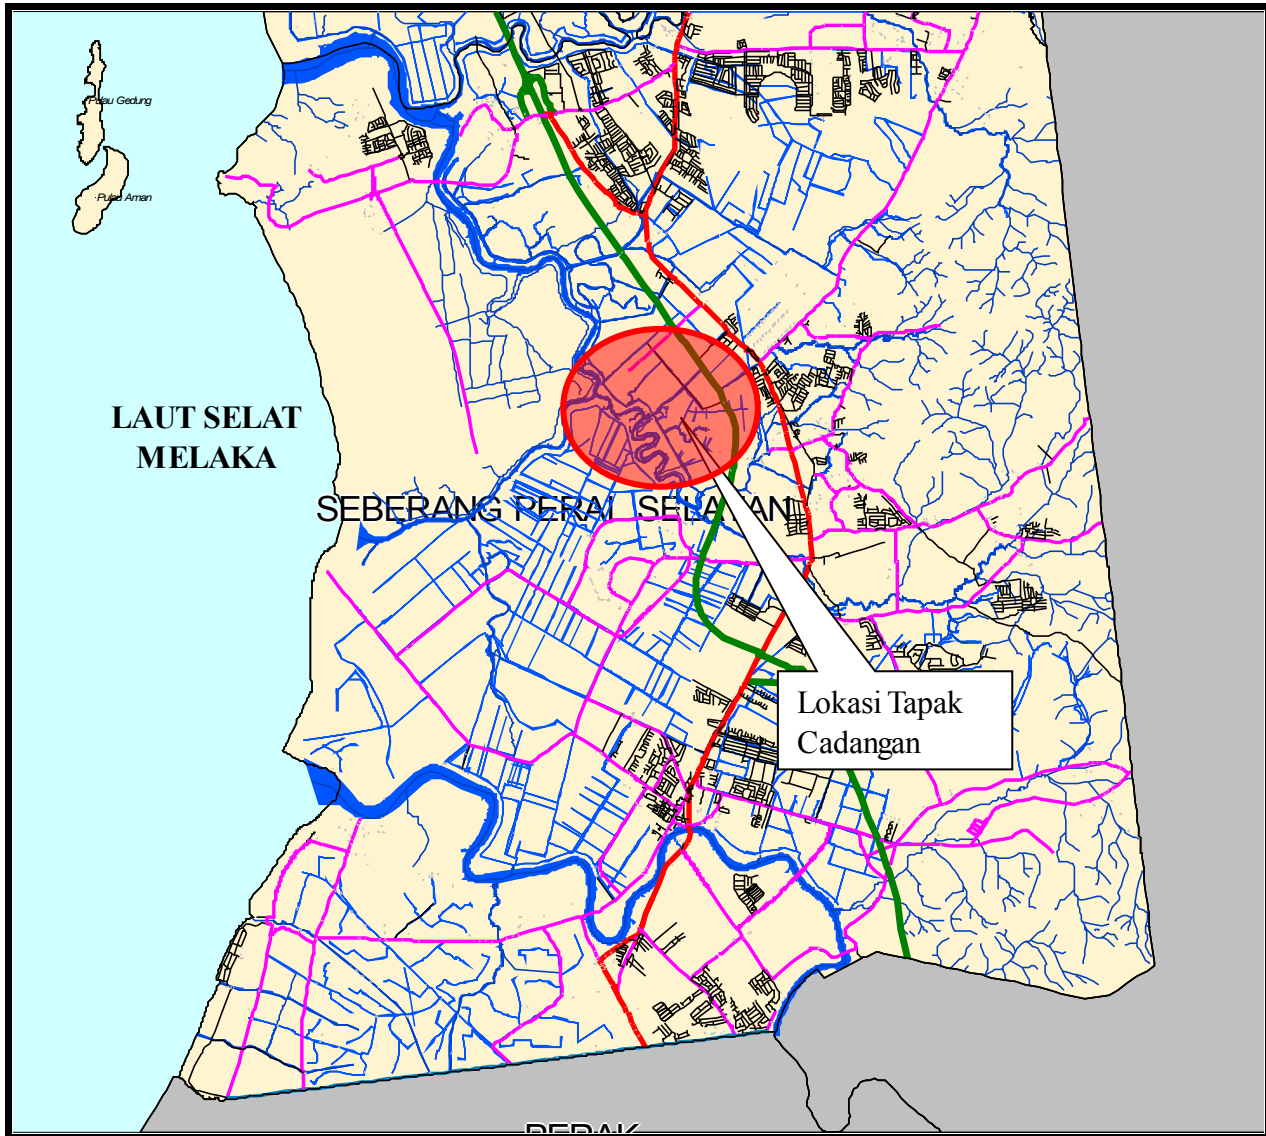 Pulau Gedung
Pulau Aman
LAUT SELAT
MELAKA
SEBERANG PERAI SELATAN
Lokasi Tapak
Cadangan
PERAK